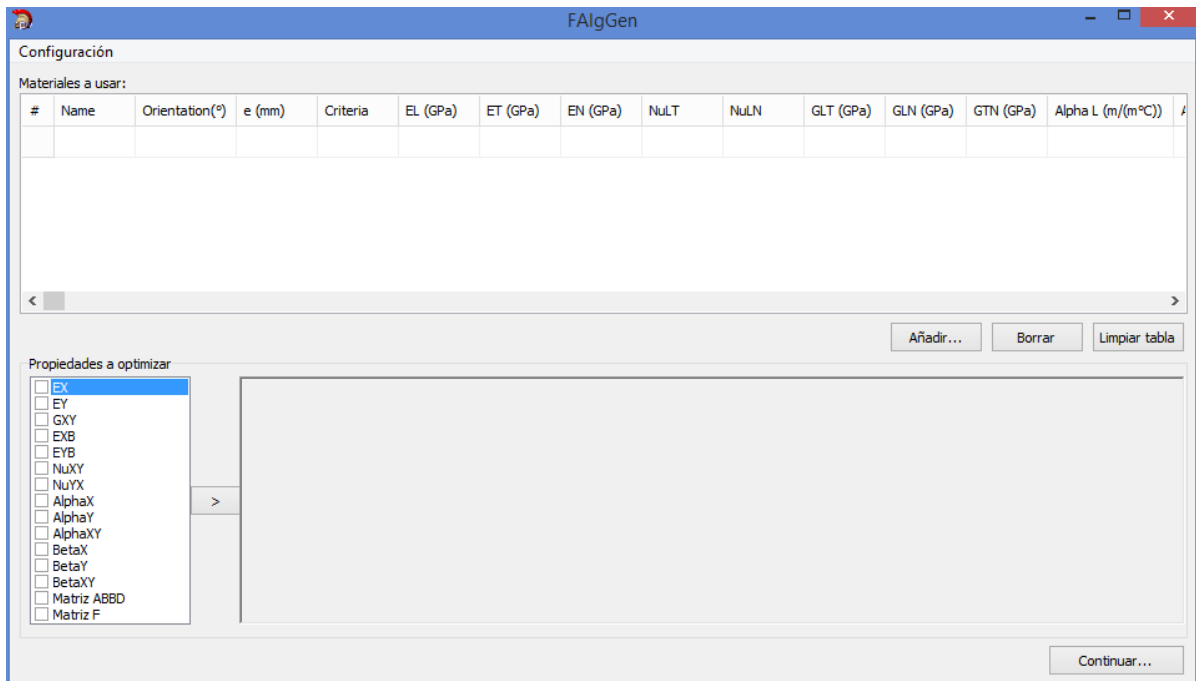 FAlgGen
Configuración
Materiales a usar:
# Name Orientation(º) e (mm) Criteria EL (GPa) ET (GPa) EN (GPa) NuLT NuLN GLT (GPa) GLN (GPa) GTN (GPa) Alpha L (m/(mºC))
Añadir... Borrar Limpiar tabla
Propiedades a optimizar
EX
EY
GXY
EXB
EYB
NuXY
NuYX
AlphaX
>
AlphaY
AlphaXY
BetaX
BetaY
BetaXY
Matriz ABBD
Matriz F
Continuar...